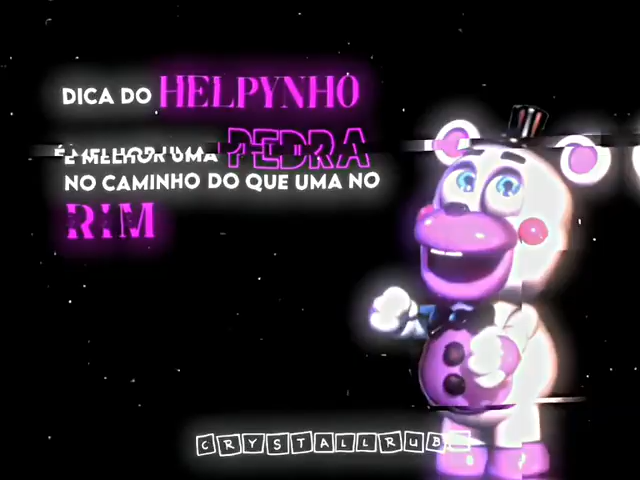 DICA DO HELPYNHO
É MELHOR UMA PEDRA
NO CAMINHO DO QUE UMA NO
RIM